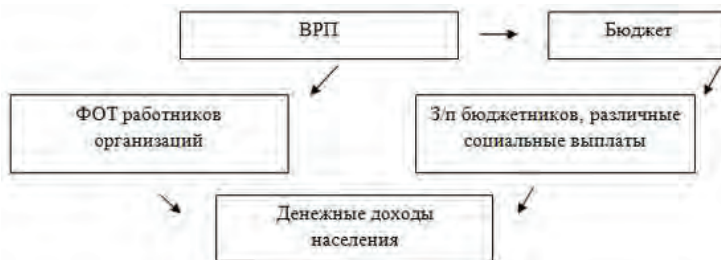 ВРП
Бюджет
ФОТ работников
организаций
З/п бюджетников, различные
социальные выплаты
Денежные доходы
населения